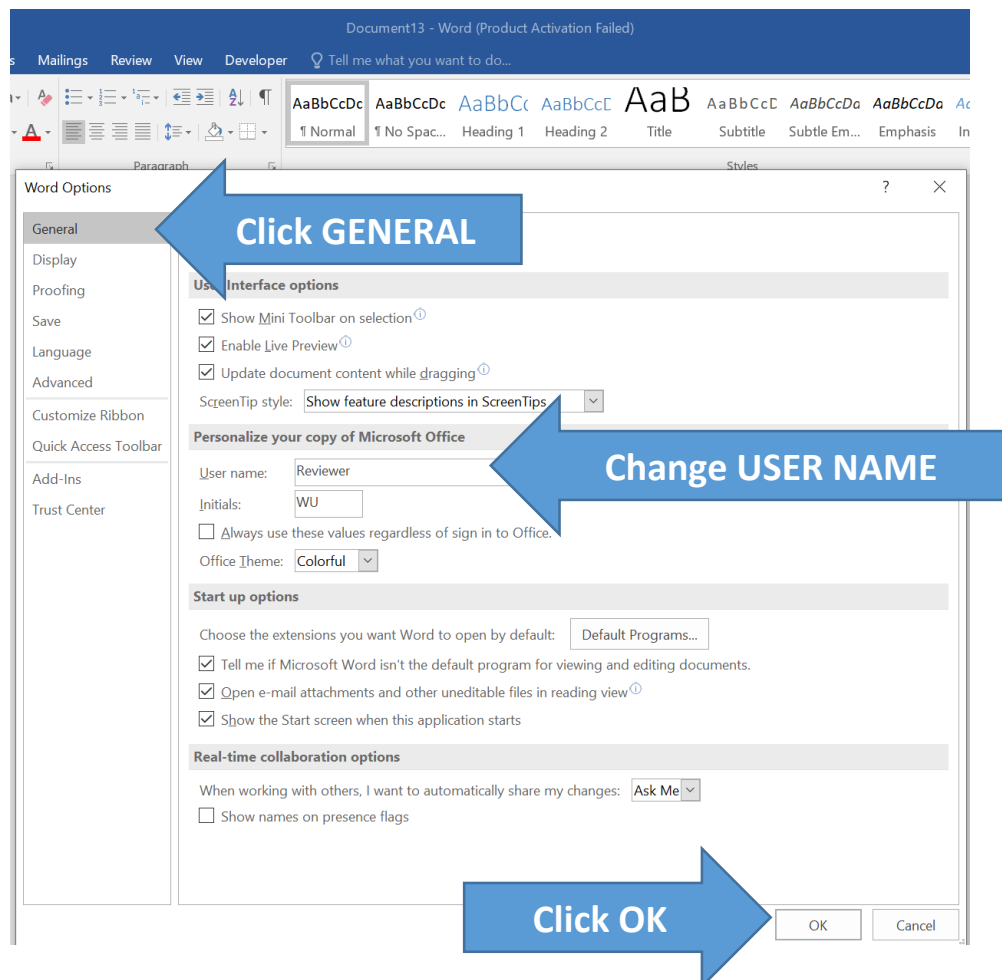 Document13 - Word (Product Activation Failed)
s Mailings Review View Developer Tell me what you want to do...
AaBbCcDc AaBbCcDc AaBbCc AaBbCcD AaB AaBbCcD AaBbCcDa AaBbCcDa
¶ Normal ¶ No Spac... Heading 1 Heading 2 Title Subtitle Subtle Em... Emphasis In
Paragraph Styles
Word Options ? ×
General
Click GENERAL
Display
Proofing
Save
Language
Advanced
Customize Ribbon
Quick Access Toolbar
Add-Ins
Trust Center
Interface options
Show Mini Toolbar on selection
Enable Live Preview
Update document content while dragging
ScreenTip style: Show feature descriptions in ScreenTips
Personalize your copy of Microsoft Office
User name: Reviewer
Change USER NAME
Initials: WU
Always use these values regardless of sign in to Office.
Office Theme: Colorful
Start up options
Choose the extensions you want Word to open by default: Default Programs...
Tell me if Microsoft Word isn't the default program for viewing and editing documents.
Open e-mail attachments and other uneditable files in reading view
Show the Start screen when this application starts
Real-time collaboration options
When working with others, I want to automatically share my changes: Ask Me
Show names on presence flags
Click OK
OK Cancel